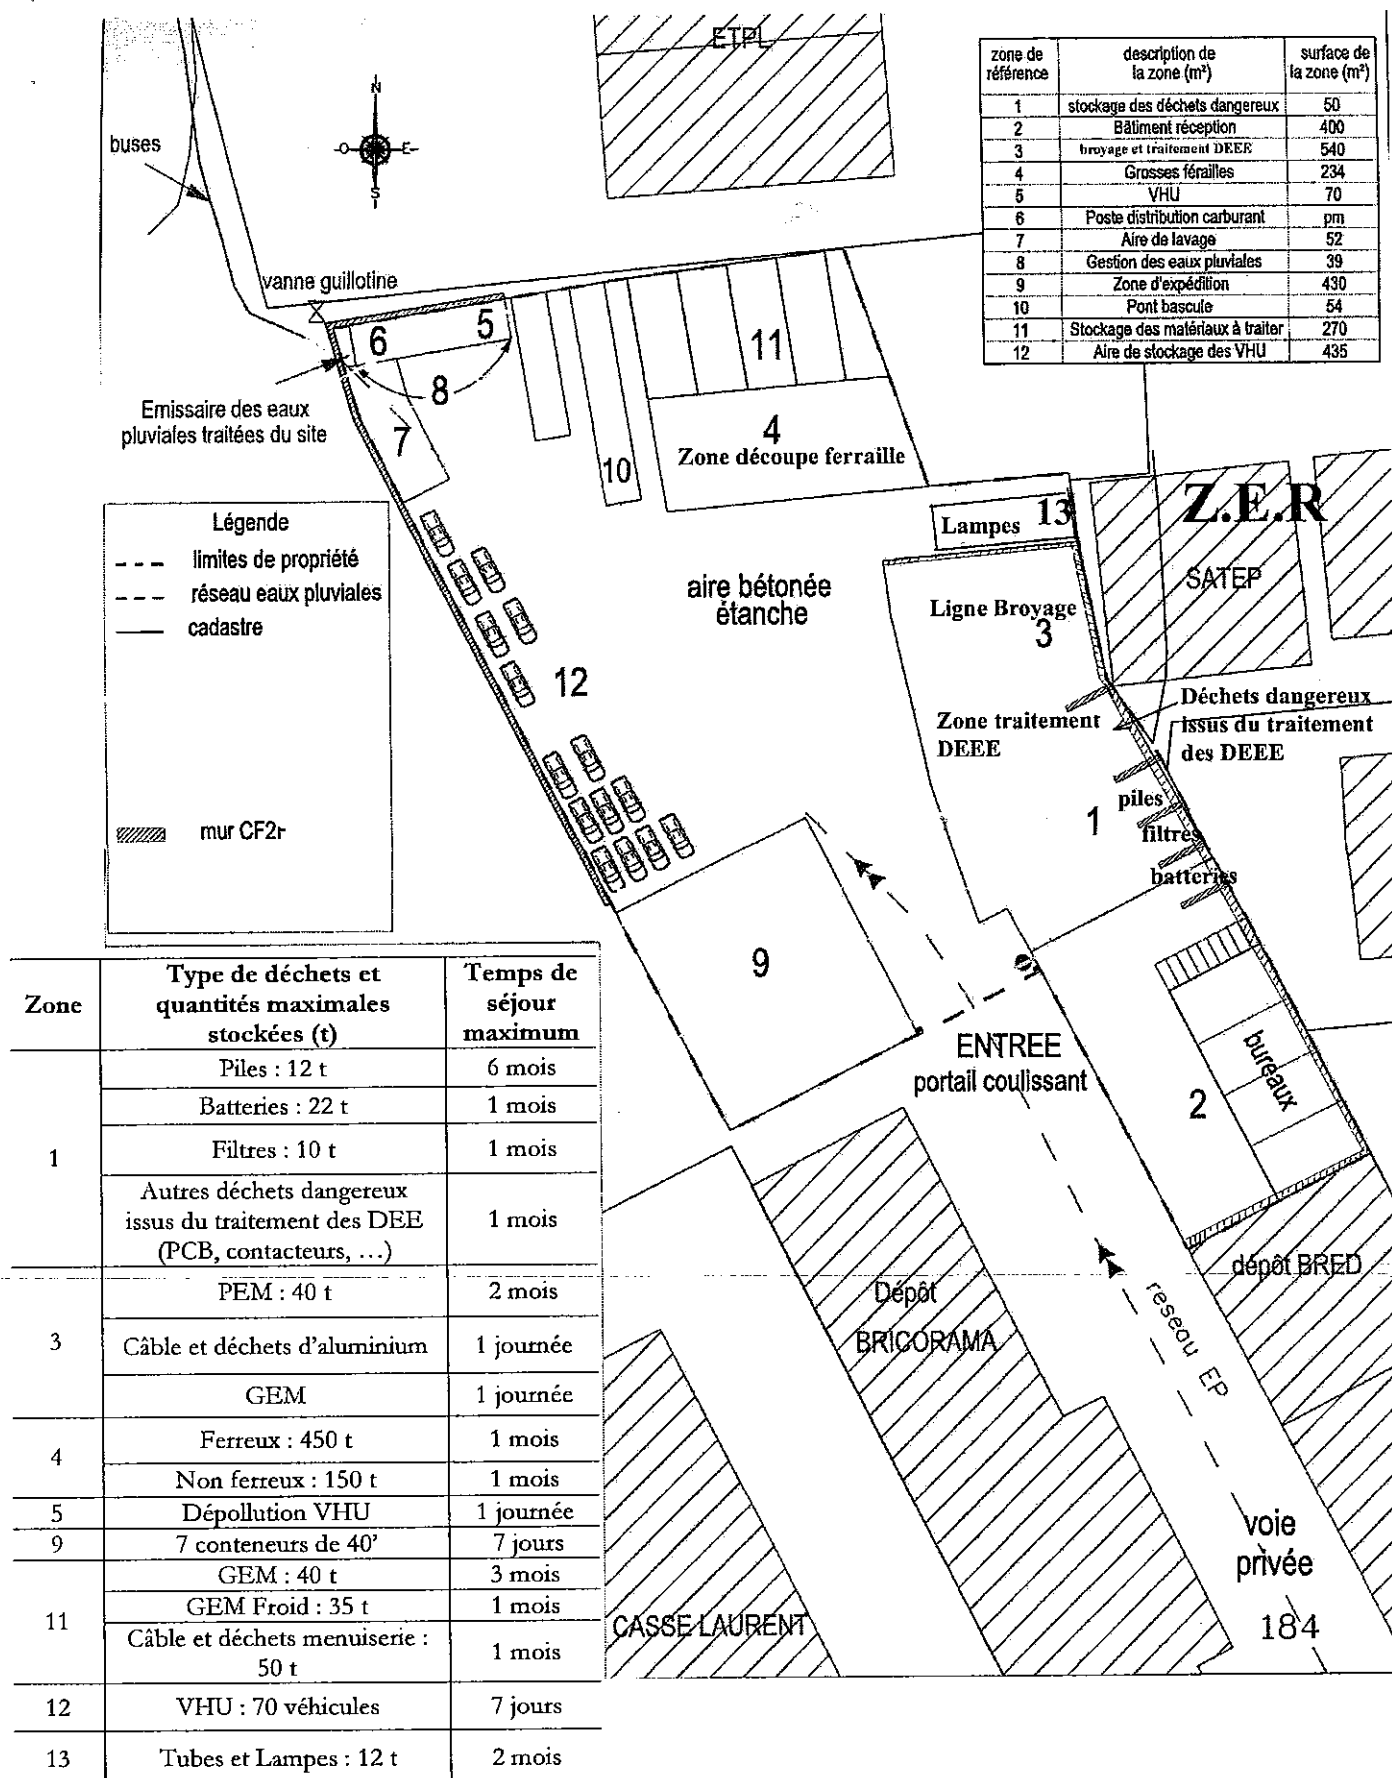 ETPL
zone de référence | description de la zone (m²) | surface de la zone (m²)
1 | stockage des déchets dangereux | 50
2 | Bâtiment réception | 400
3 | broyage et traitement DEEE | 540
4 | Grosses férailles | 234
5 | VHU | 70
6 | Poste distribution carburant | pm
7 | Aire de lavage | 52
8 | Gestion des eaux pluviales | 39
9 | Zone d'expédition | 430
10 | Pont bascule | 54
11 | Stockage des matériaux à traiter | 270
12 | Aire de stockage des VHU | 435
N
O
E
S
buses
vanne guillotine
6
5
8
7
11
4
Zone découpe ferraille
10
Emissaire des eaux
pluviales traitées du site
Légende
limites de propriété
réseau eaux pluviales
cadastre
mur CF2h
Lampes 13
Z.E.R
SATEP
aire bétonée
étanche
Ligne Broyage
3
12
Zone traitement
DEEE
Déchets dangereux
issus du traitement
des DEEE
1
piles
filtres
batteries
9
ENTREE
portail coulissant
2
bureaux
dépôt BRED
Dépôt
BRICORAMA
reseau EP
CASSE LAURENT
voie
privée
184
Zone | Type de déchets et quantités maximales stockées (t) | Temps de séjour maximum
1 | Piles : 12 t | 6 mois
Batteries : 22 t | 1 mois
Filtres : 10 t | 1 mois
Autres déchets dangereux issus du traitement des DEE (PCB, contacteurs, …) | 1 mois
3 | PEM : 40 t | 2 mois
Câble et déchets d'aluminium | 1 journée
GEM | 1 journée
4 | Ferreux : 450 t | 1 mois
Non ferreux : 150 t | 1 mois
5 | Dépollution VHU | 1 journée
9 | 7 conteneurs de 40' | 7 jours
11 | GEM : 40 t | 3 mois
GEM Froid : 35 t | 1 mois
Câble et déchets menuiserie : 50 t | 1 mois
12 | VHU : 70 véhicules | 7 jours
13 | Tubes et Lampes : 12 t | 2 mois